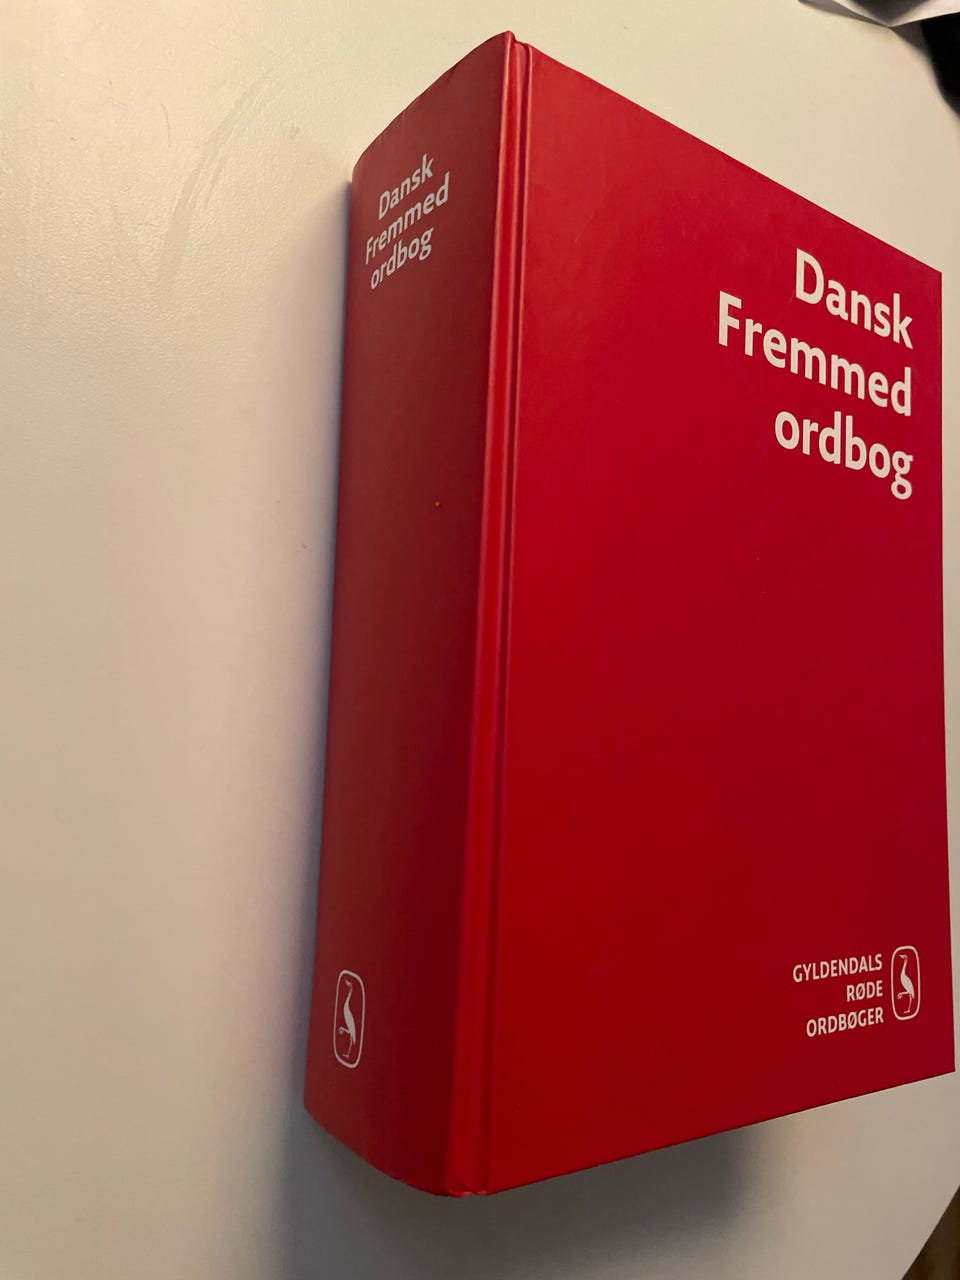 Dansk
Fremmed
ordbog
Dansk
Fremmed
ordbog
GYLDENDALS
RØDE
ORDBØGER